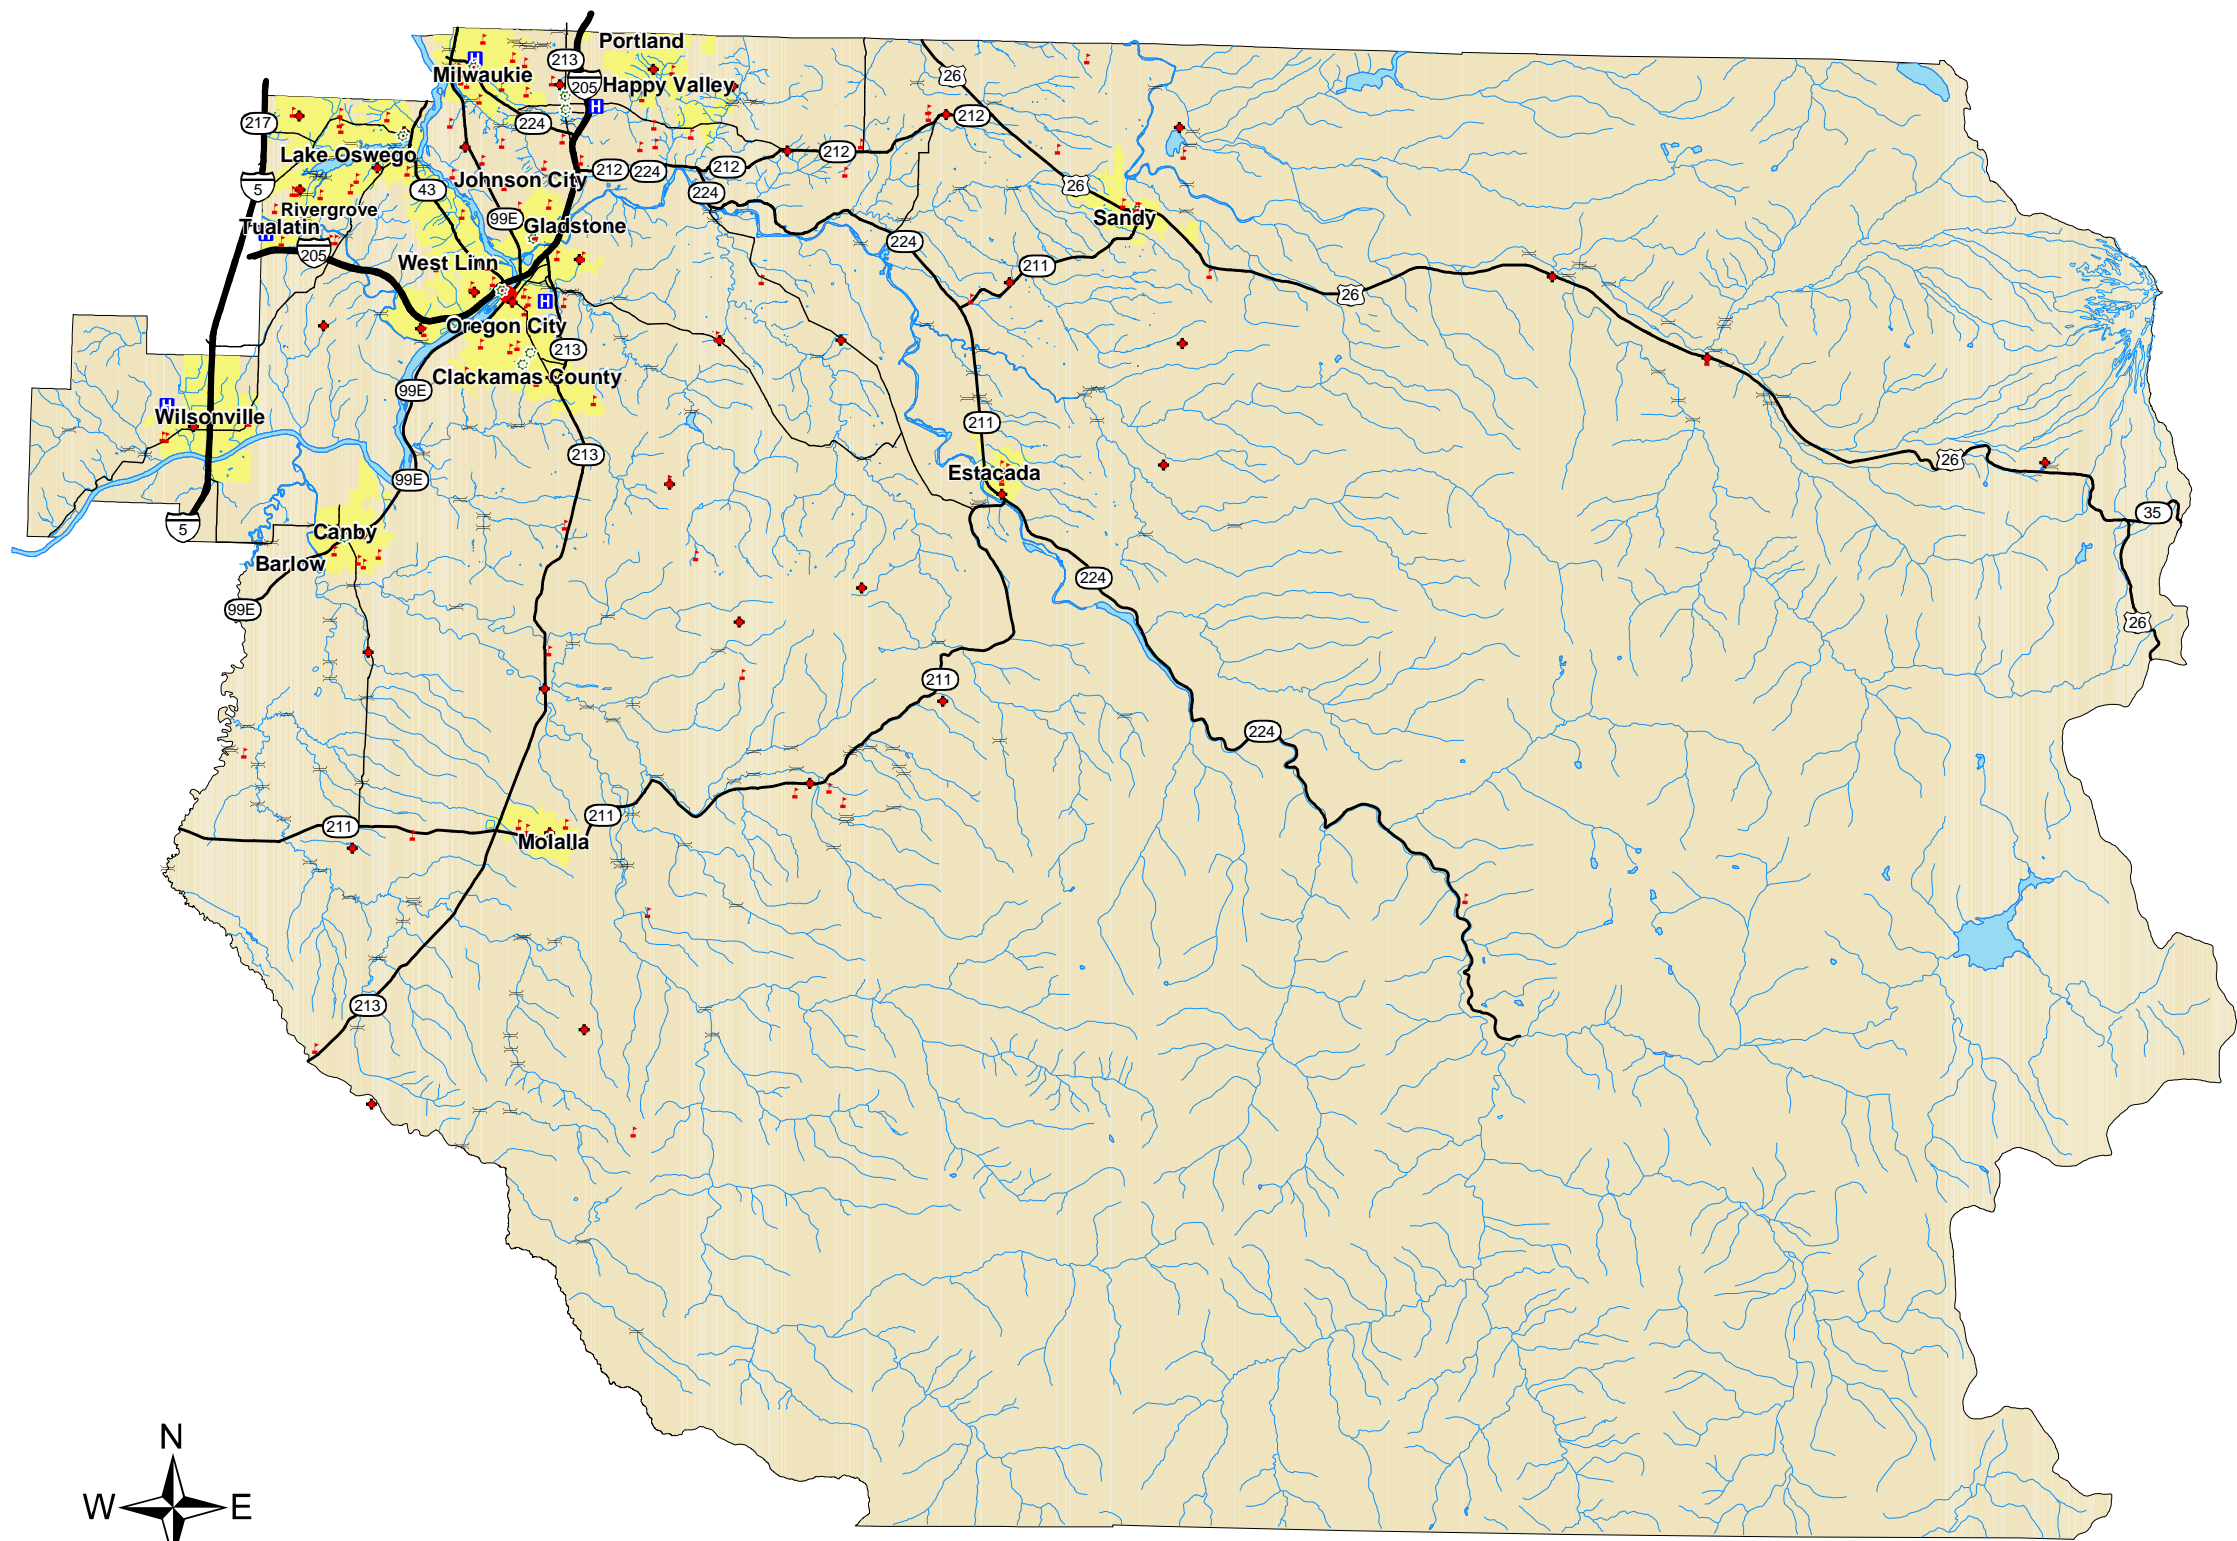 Portland
213
Milwaukie
26
205
Happy Valley
H
H
212
217
224
Lake Oswego
212
212
212
224
5
Johnson City
26
43
224
Rivergrove
Sandy
99E
Tualatin
Gladstone
H
224
205
West Linn
211
26
H
Oregon City
213
Clackamas County
99E
H
Wilsonville
211
213
26
Estacada
99E
35
5
Canby
Barlow
224
99E
26
211
224
211
211
Molalla
213
N
W E